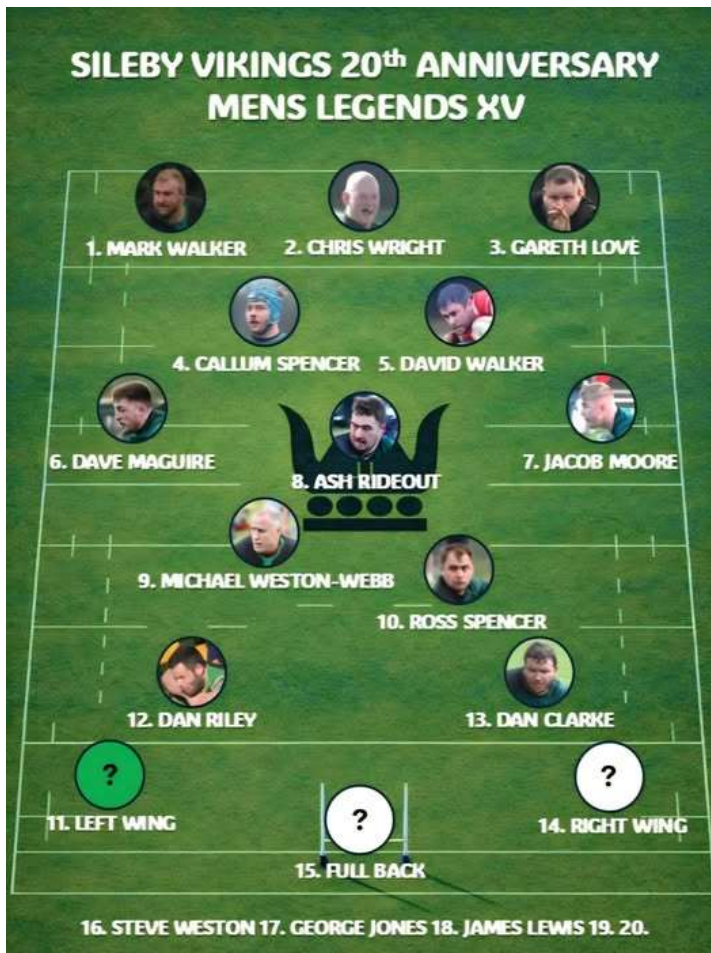 SILEBY VIKINGS 20th ANNIVERSARY
MENS LEGENDS XV
1. MARK WALKER
2. CHRIS WRIGHT
3. GARETH LOVE
4. CALLUM SPENCER
5. DAVID WALKER
6. DAVE MAGUIRE
8. ASH RIDEOUT
7. JACOB MOORE
9. MICHAEL WESTON-WEBB
10. ROSS SPENCER
12. DAN RILEY
13. DAN CLARKE
?
11. LEFT WING
?
14. RIGHT WING
?
15. FULL BACK
16. STEVE WESTON 17. GEORGE JONES 18. JAMES LEWIS 19. 20.